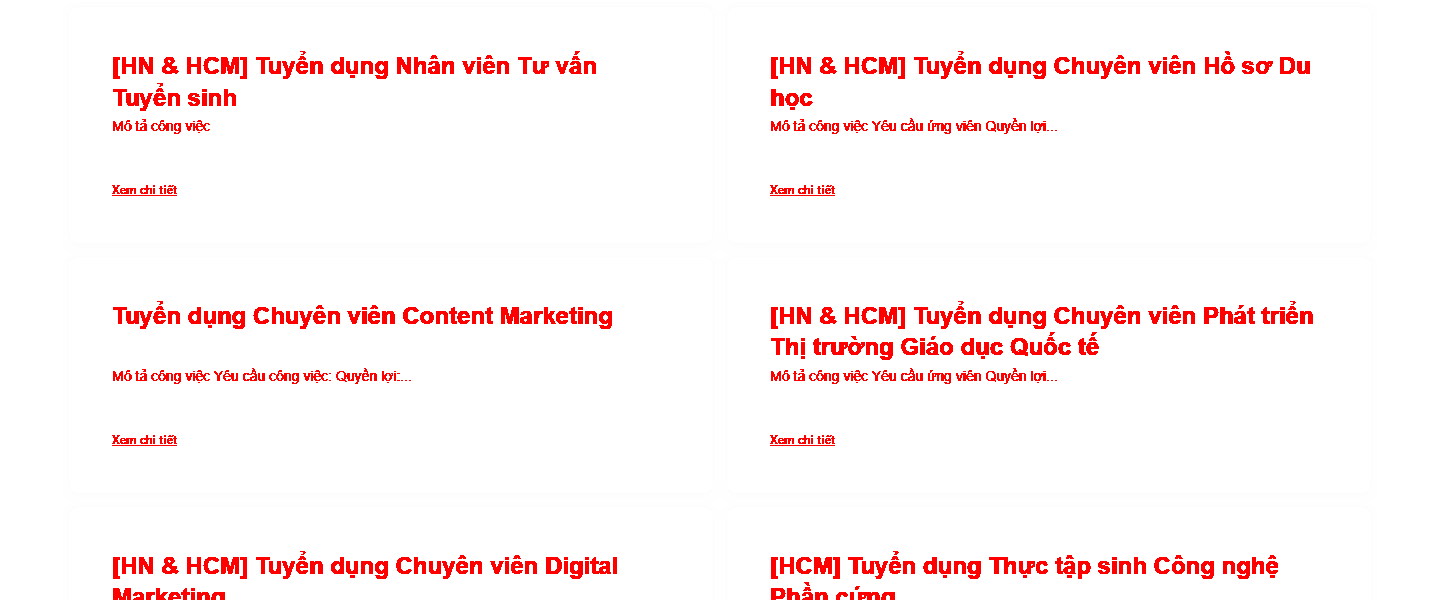 [HN & HCM] Tuyển dụng Nhân viên Tư vấn
Tuyển sinh
Mô tả công việc
Xem chi tiết
[HN & HCM] Tuyển dụng Chuyên viên Hồ sơ Du
học
Mô tả công việc Yêu cầu ứng viên Quyền lợi...
Xem chi tiết
Tuyển dụng Chuyên viên Content Marketing
Mô tả công việc Yêu cầu công việc: Quyền lợi:...
Xem chi tiết
[HN & HCM] Tuyển dụng Chuyên viên Phát triển
Thị trường Giáo dục Quốc tế
Mô tả công việc Yêu cầu ứng viên Quyền lợi...
Xem chi tiết
[HN & HCM] Tuyển dụng Chuyên viên Digital
Marketing
[HCM] Tuyển dụng Thực tập sinh Công nghệ
Phần cứng